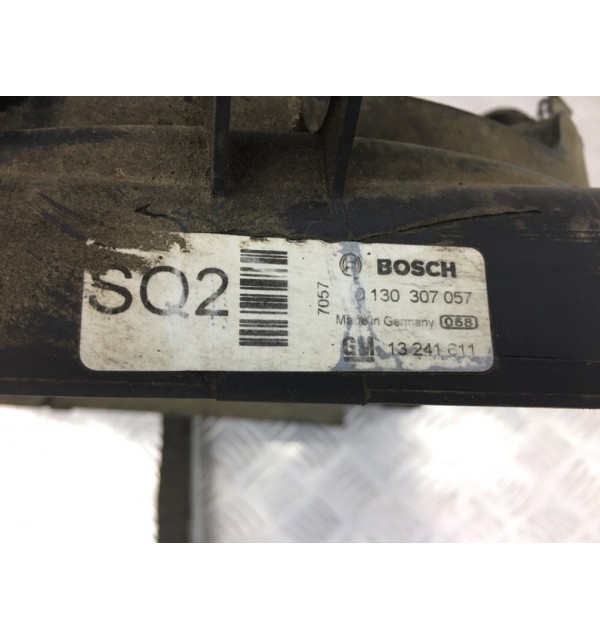 SQ2
7057
BOSCH
0 130 307 057
Made in Germany 058
GM 13 241 611